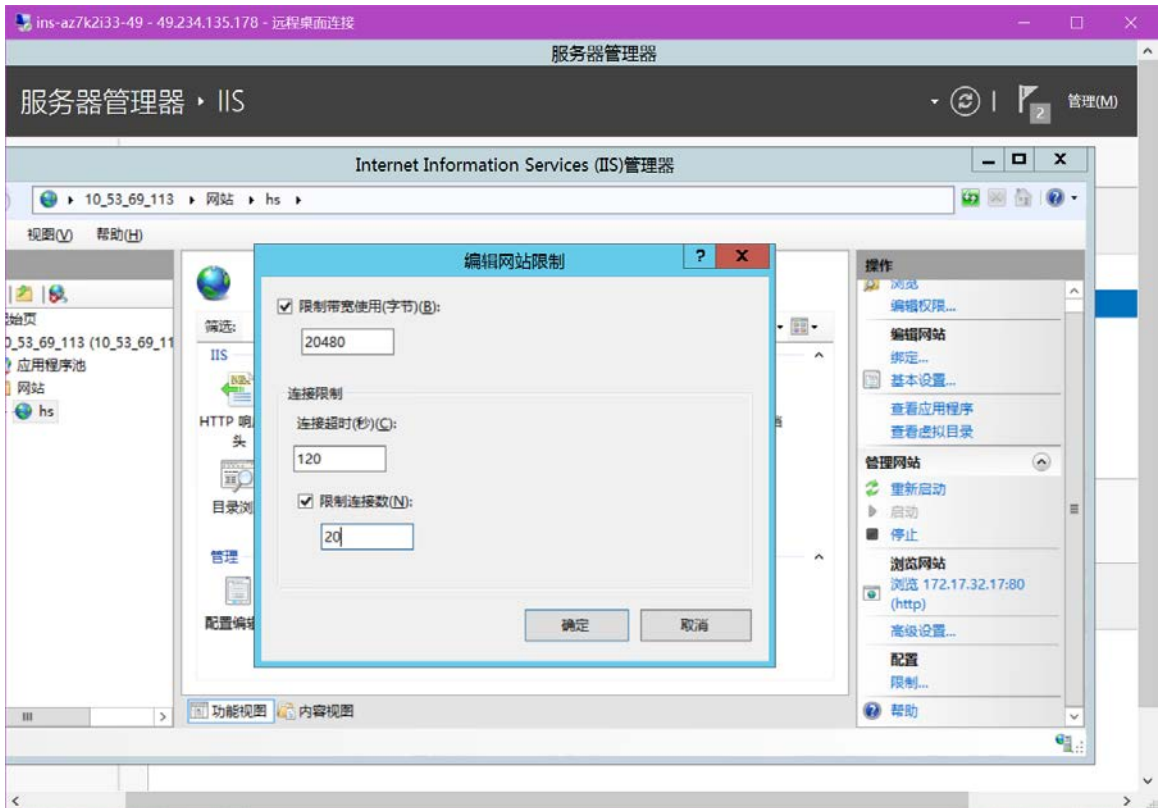 ins-az7k2i33-49 - 49.234.135.178 - 远程桌面连接
服务器管理器
服务器管理器 ‣ IIS
2
管理(M)
Internet Information Services (IIS)管理器
10_53_69_113 ‣ 网站 ‣ hs ‣
视图(V) 帮助(H)
始页
0_53_69_113 (10_53_69_11
应用程序池
网站
hs
筛选:
IIS
HTTP 响
头
目录浏
管理
配置编辑
功能视图
内容视图
编辑网站限制
? X
限制带宽使用(字节)(B):
20480
连接限制
连接超时(秒)(C):
120
限制连接数(N):
20
确定 取消
操作
浏览
编辑权限...
编辑网站
绑定...
基本设置...
查看应用程序
查看虚拟目录
管理网站
重新启动
启动
停止
浏览网站
浏览 172.17.32.17:80
(http)
高级设置...
配置
限制...
帮助